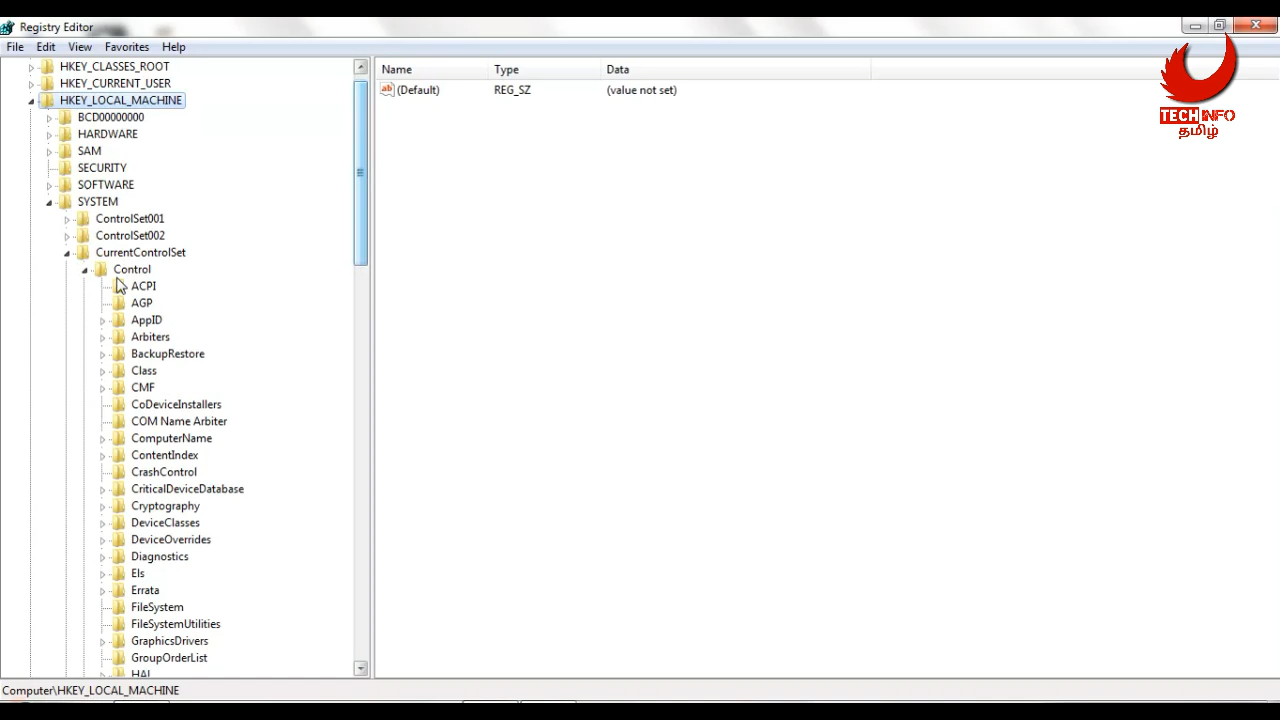 Registry Editor
File Edit View Favorites Help
HKEY_CLASSES_ROOT
HKEY_CURRENT_USER
HKEY_LOCAL_MACHINE
BCD00000000
HARDWARE
SAM
SECURITY
SOFTWARE
SYSTEM
ControlSet001
ControlSet002
CurrentControlSet
Control
ACPI
AGP
AppID
Arbiters
BackupRestore
Class
CMF
CoDeviceInstallers
COM Name Arbiter
ComputerName
ContentIndex
CrashControl
CriticalDeviceDatabase
Cryptography
DeviceClasses
DeviceOverrides
Diagnostics
Els
Errata
FileSystem
FileSystemUtilities
GraphicsDrivers
GroupOrderList
HAL
Name Type Data
ab (Default) REG_SZ (value not set)
TECH INFO
தமிழ்
Computer\HKEY_LOCAL_MACHINE